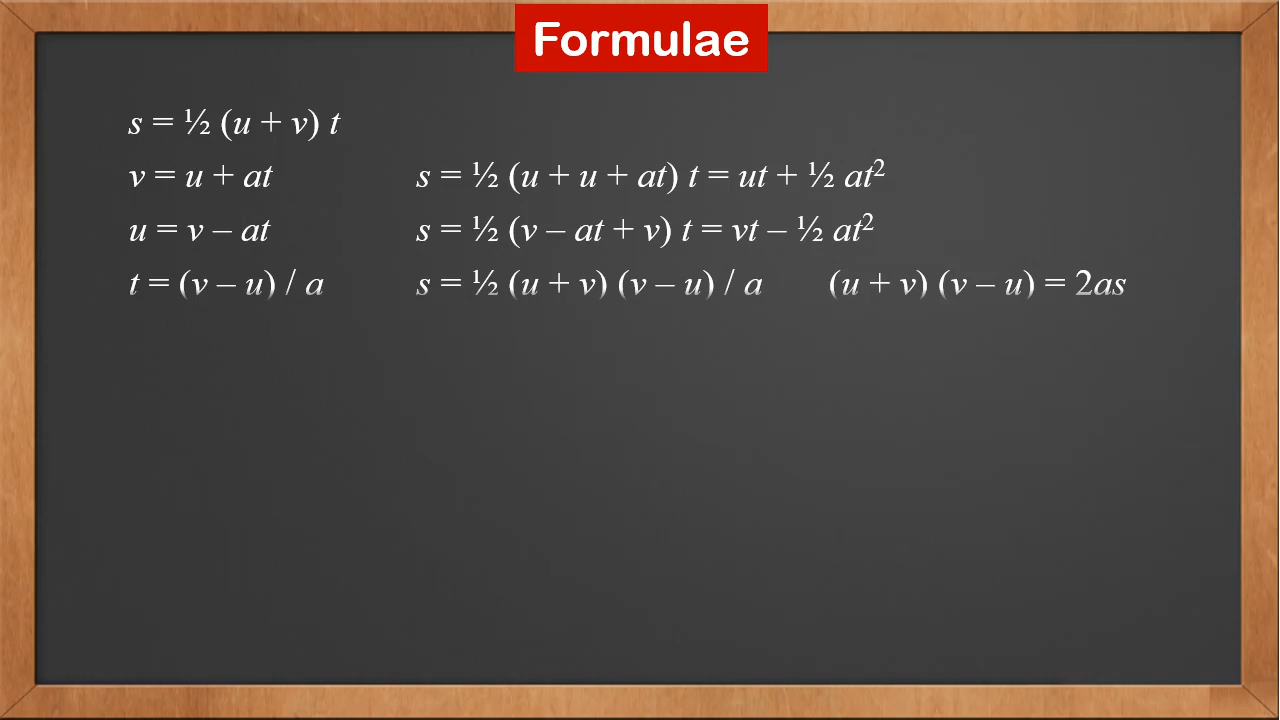 Formulae
s = ½ (u + v) t
v = u + at s = ½ (u + u + at) t = ut + ½ at²
u = v – at s = ½ (v – at + v) t = vt – ½ at²
t = (v – u) / a s = ½ (u + v) (v – u) / a (u + v) (v – u) = 2as